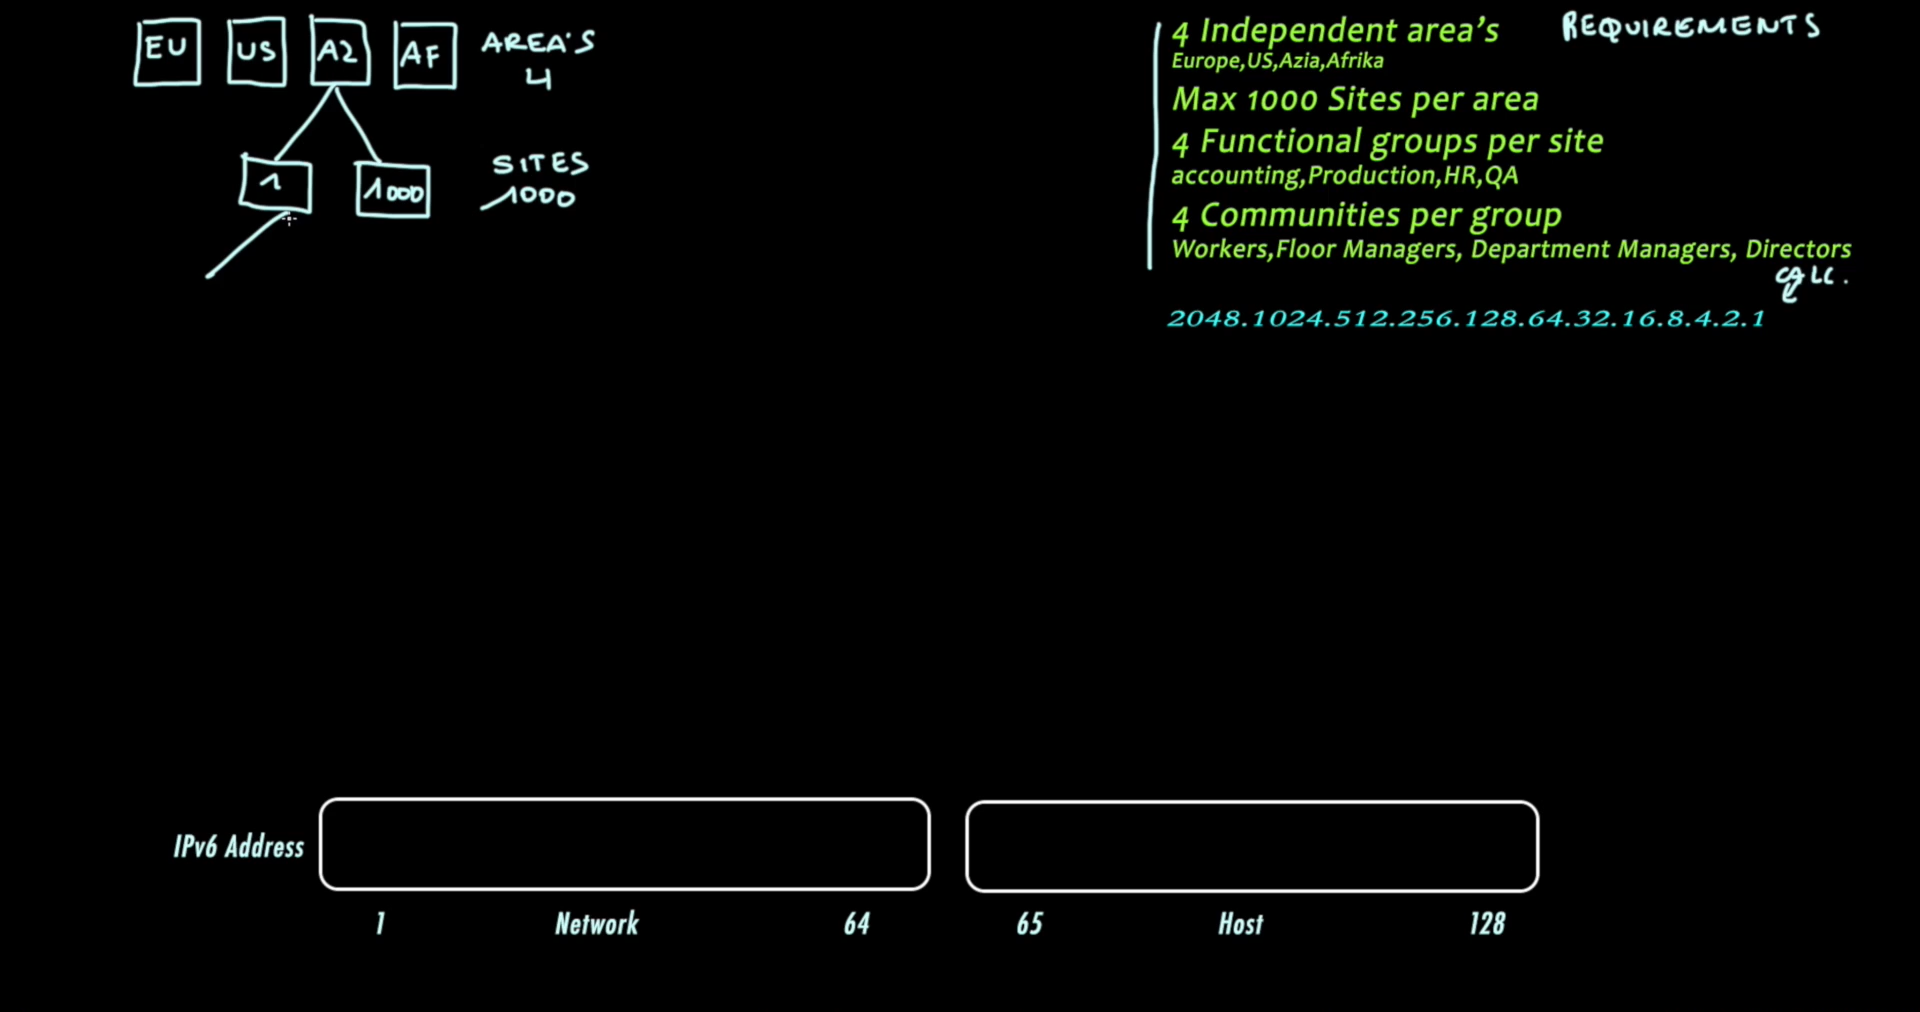 EU US AZ AF AREA'S
4
1 1000 SITES
1000
4 Independent area's REQUIREMENTS
Europe,US,Azia,Afrika
Max 1000 Sites per area
4 Functional groups per site
accounting,Production,HR,QA
4 Communities per group
Workers,Floor Managers, Department Managers, Directors
CALC.
2048.1024.512.256.128.64.32.16.8.4.2.1
IPv6 Address
1 Network 64 65 Host 128